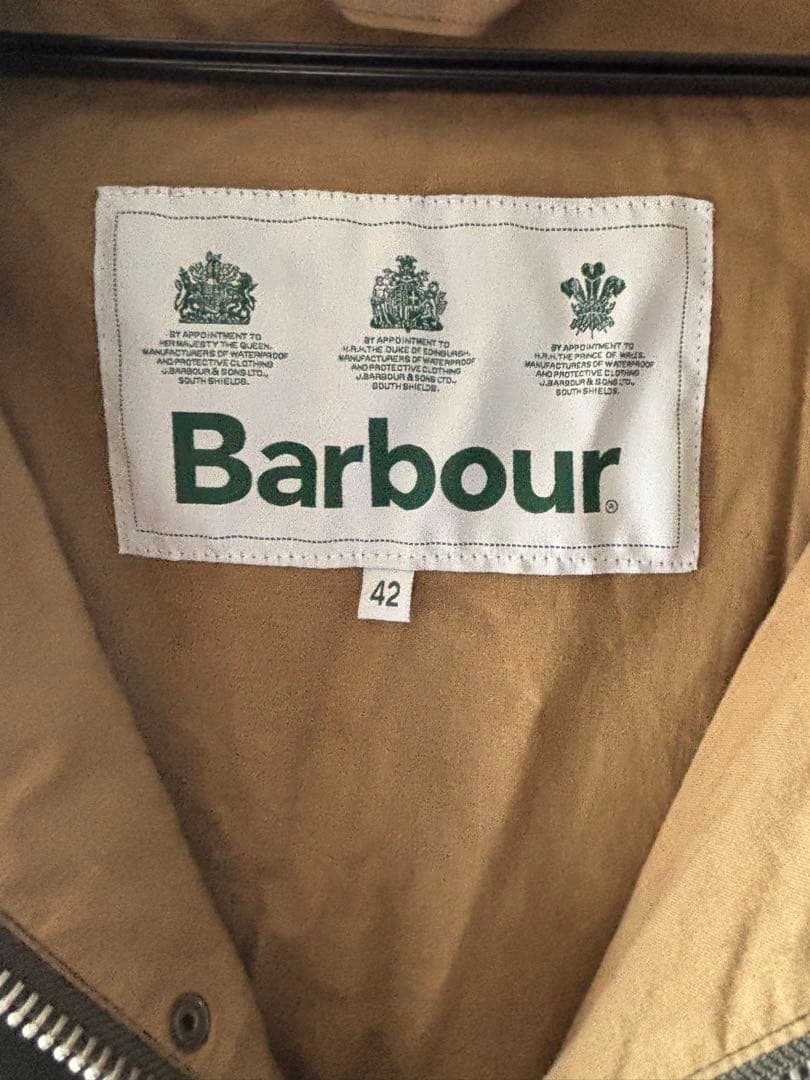 BY APPOINTMENT TO
HER MAJESTY THE QUEEN.
MANUFACTURERS OF WATERPROOF
AND PROTECTIVE CLOTHING
J.BARBOUR & SONS LTD.,
SOUTH SHIELDS.
BY APPOINTMENT TO
H.R.H. THE DUKE OF EDINBURGH.
MANUFACTURERS OF WATERPROOF
AND PROTECTIVE CLOTHING
J.BARBOUR & SONS LTD.,
SOUTH SHIELDS.
BY APPOINTMENT TO
H.R.H. THE PRINCE OF WALES.
MANUFACTURERS OF WATERPROOF
AND PROTECTIVE CLOTHING
J.BARBOUR & SONS LTD.,
SOUTH SHIELDS.
Barbour®
42